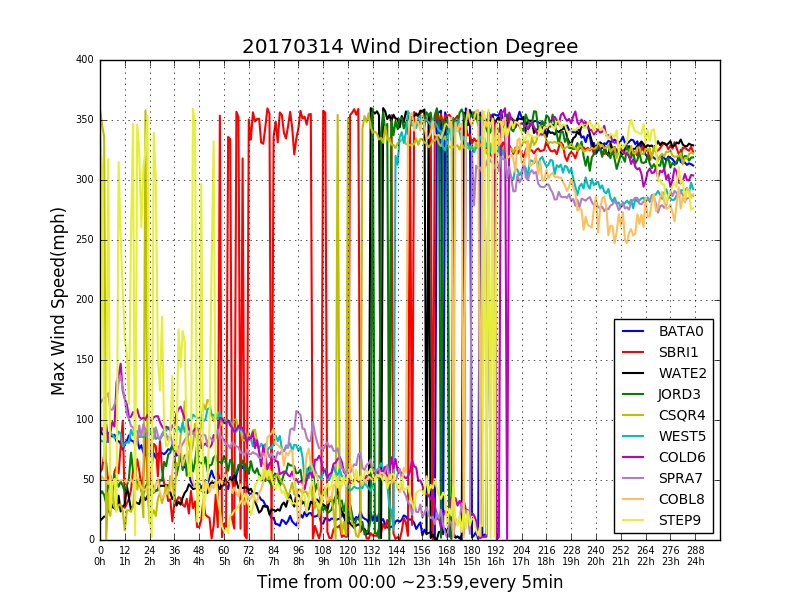 20170314 Wind Direction Degree
Max Wind Speed(mph)
400
350
300
250
200
150
100
50
0
BATA0
SBRI1
WATE2
JORD3
CSQR4
WEST5
COLD6
SPRA7
COBL8
STEP9
0 12 24 36 48 60 72 84 96 108 120 132 144 156 168 180 192 204 216 228 240 252 264 276 288
0h 1h 2h 3h 4h 5h 6h 7h 8h 9h 10h 11h 12h 13h 14h 15h 16h 17h 18h 19h 20h 21h 22h 23h 24h
Time from 00:00 ~23:59,every 5min